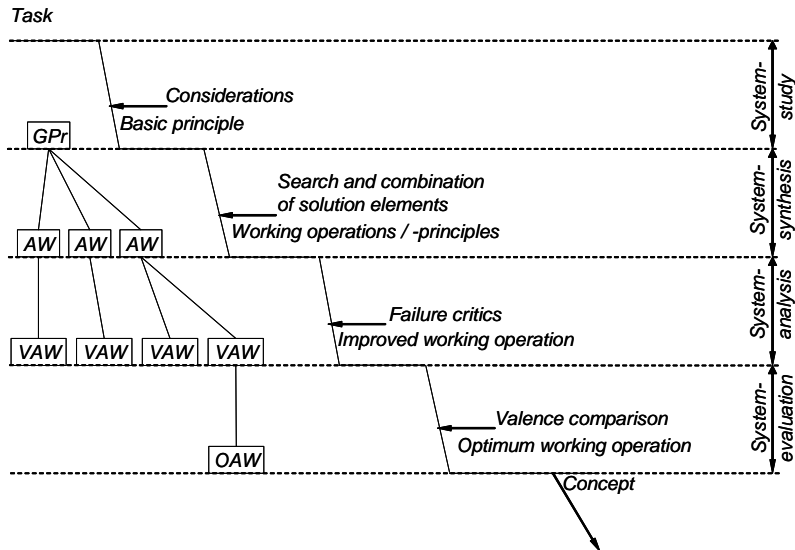 Task
Considerations
Basic principle
GPr
System-
study
Search and combination
of solution elements
Working operations / -principles
AW AW AW
System-
synthesis
Failure critics
Improved working operation
VAW VAW VAW VAW
System-
analysis
Valence comparison
Optimum working operation
OAW
System-
evaluation
Concept